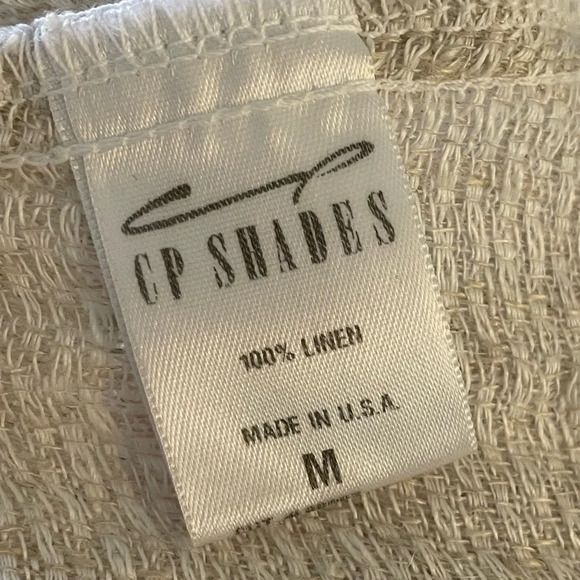 CP SHADES
100% LINEN
MADE IN U.S.A.
M